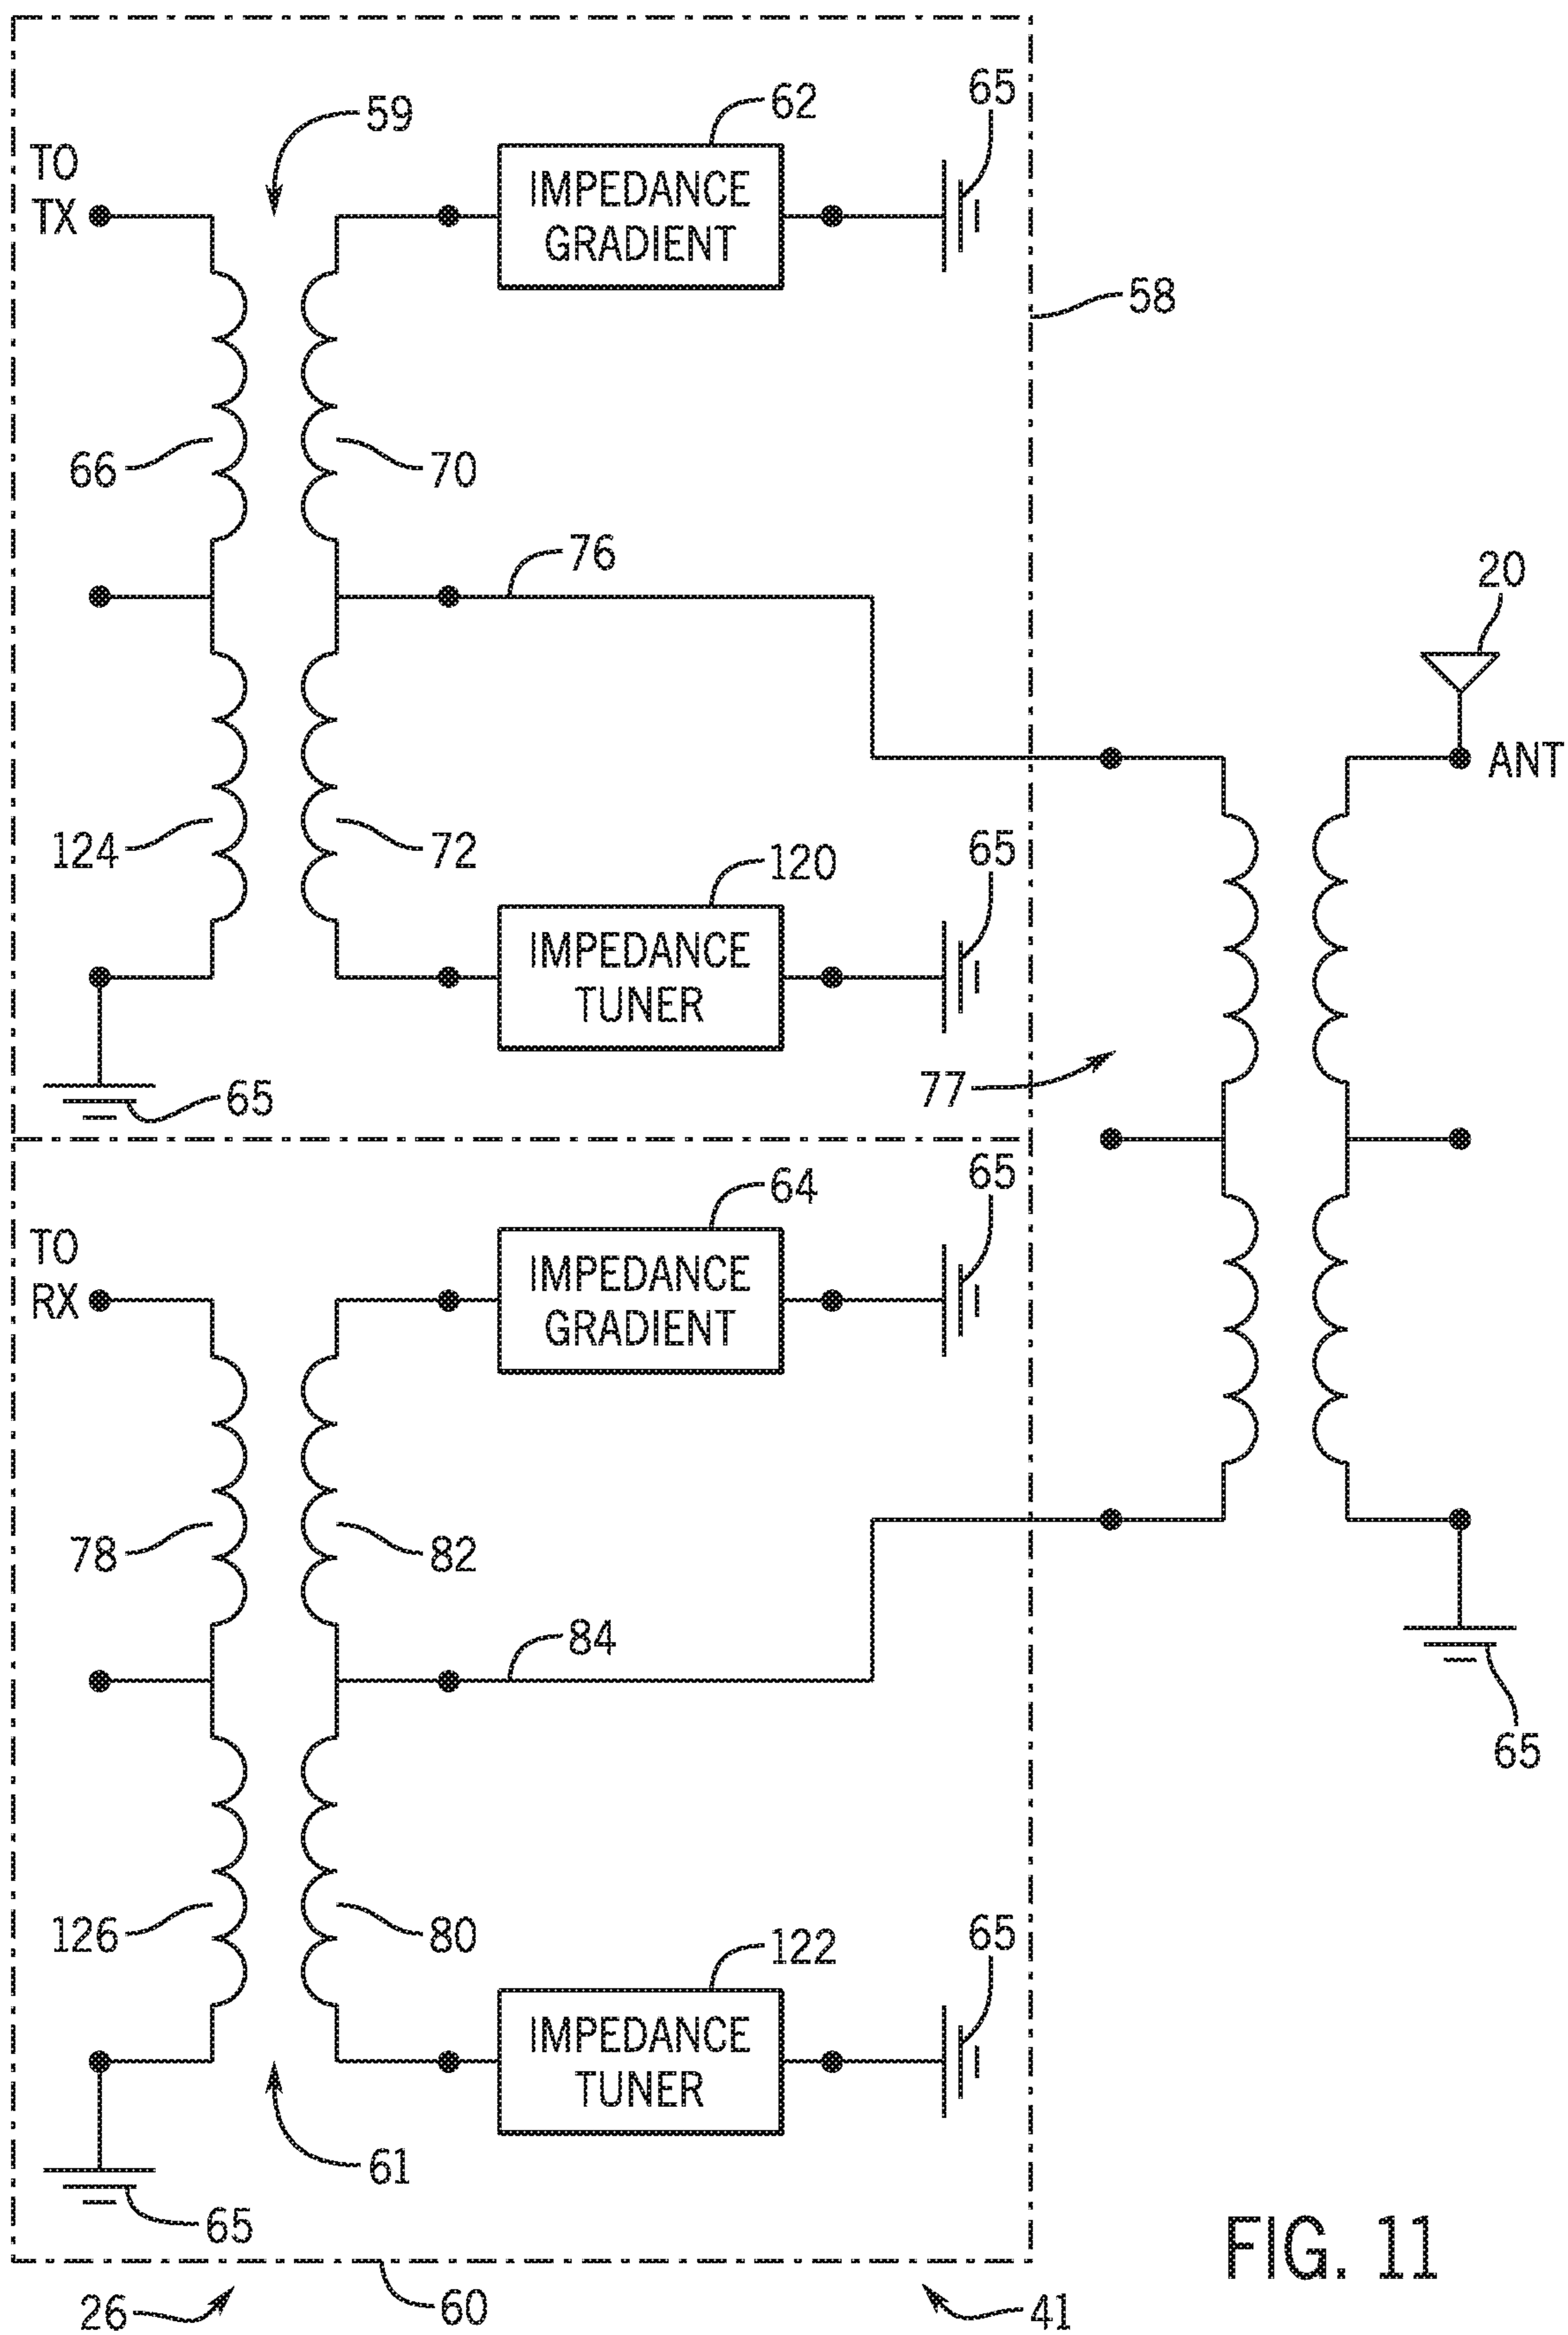 65
62
59
TO
TX
IMPEDANCE
GRADIENT
58
66
70
76
20
ANT
124
72
120
65
IMPEDANCE
TUNER
77
65
64
65
TO
RX
IMPEDANCE
GRADIENT
78
82
84
65
126
80
122
65
IMPEDANCE
TUNER
61
65
FIG. 11
26
60
41